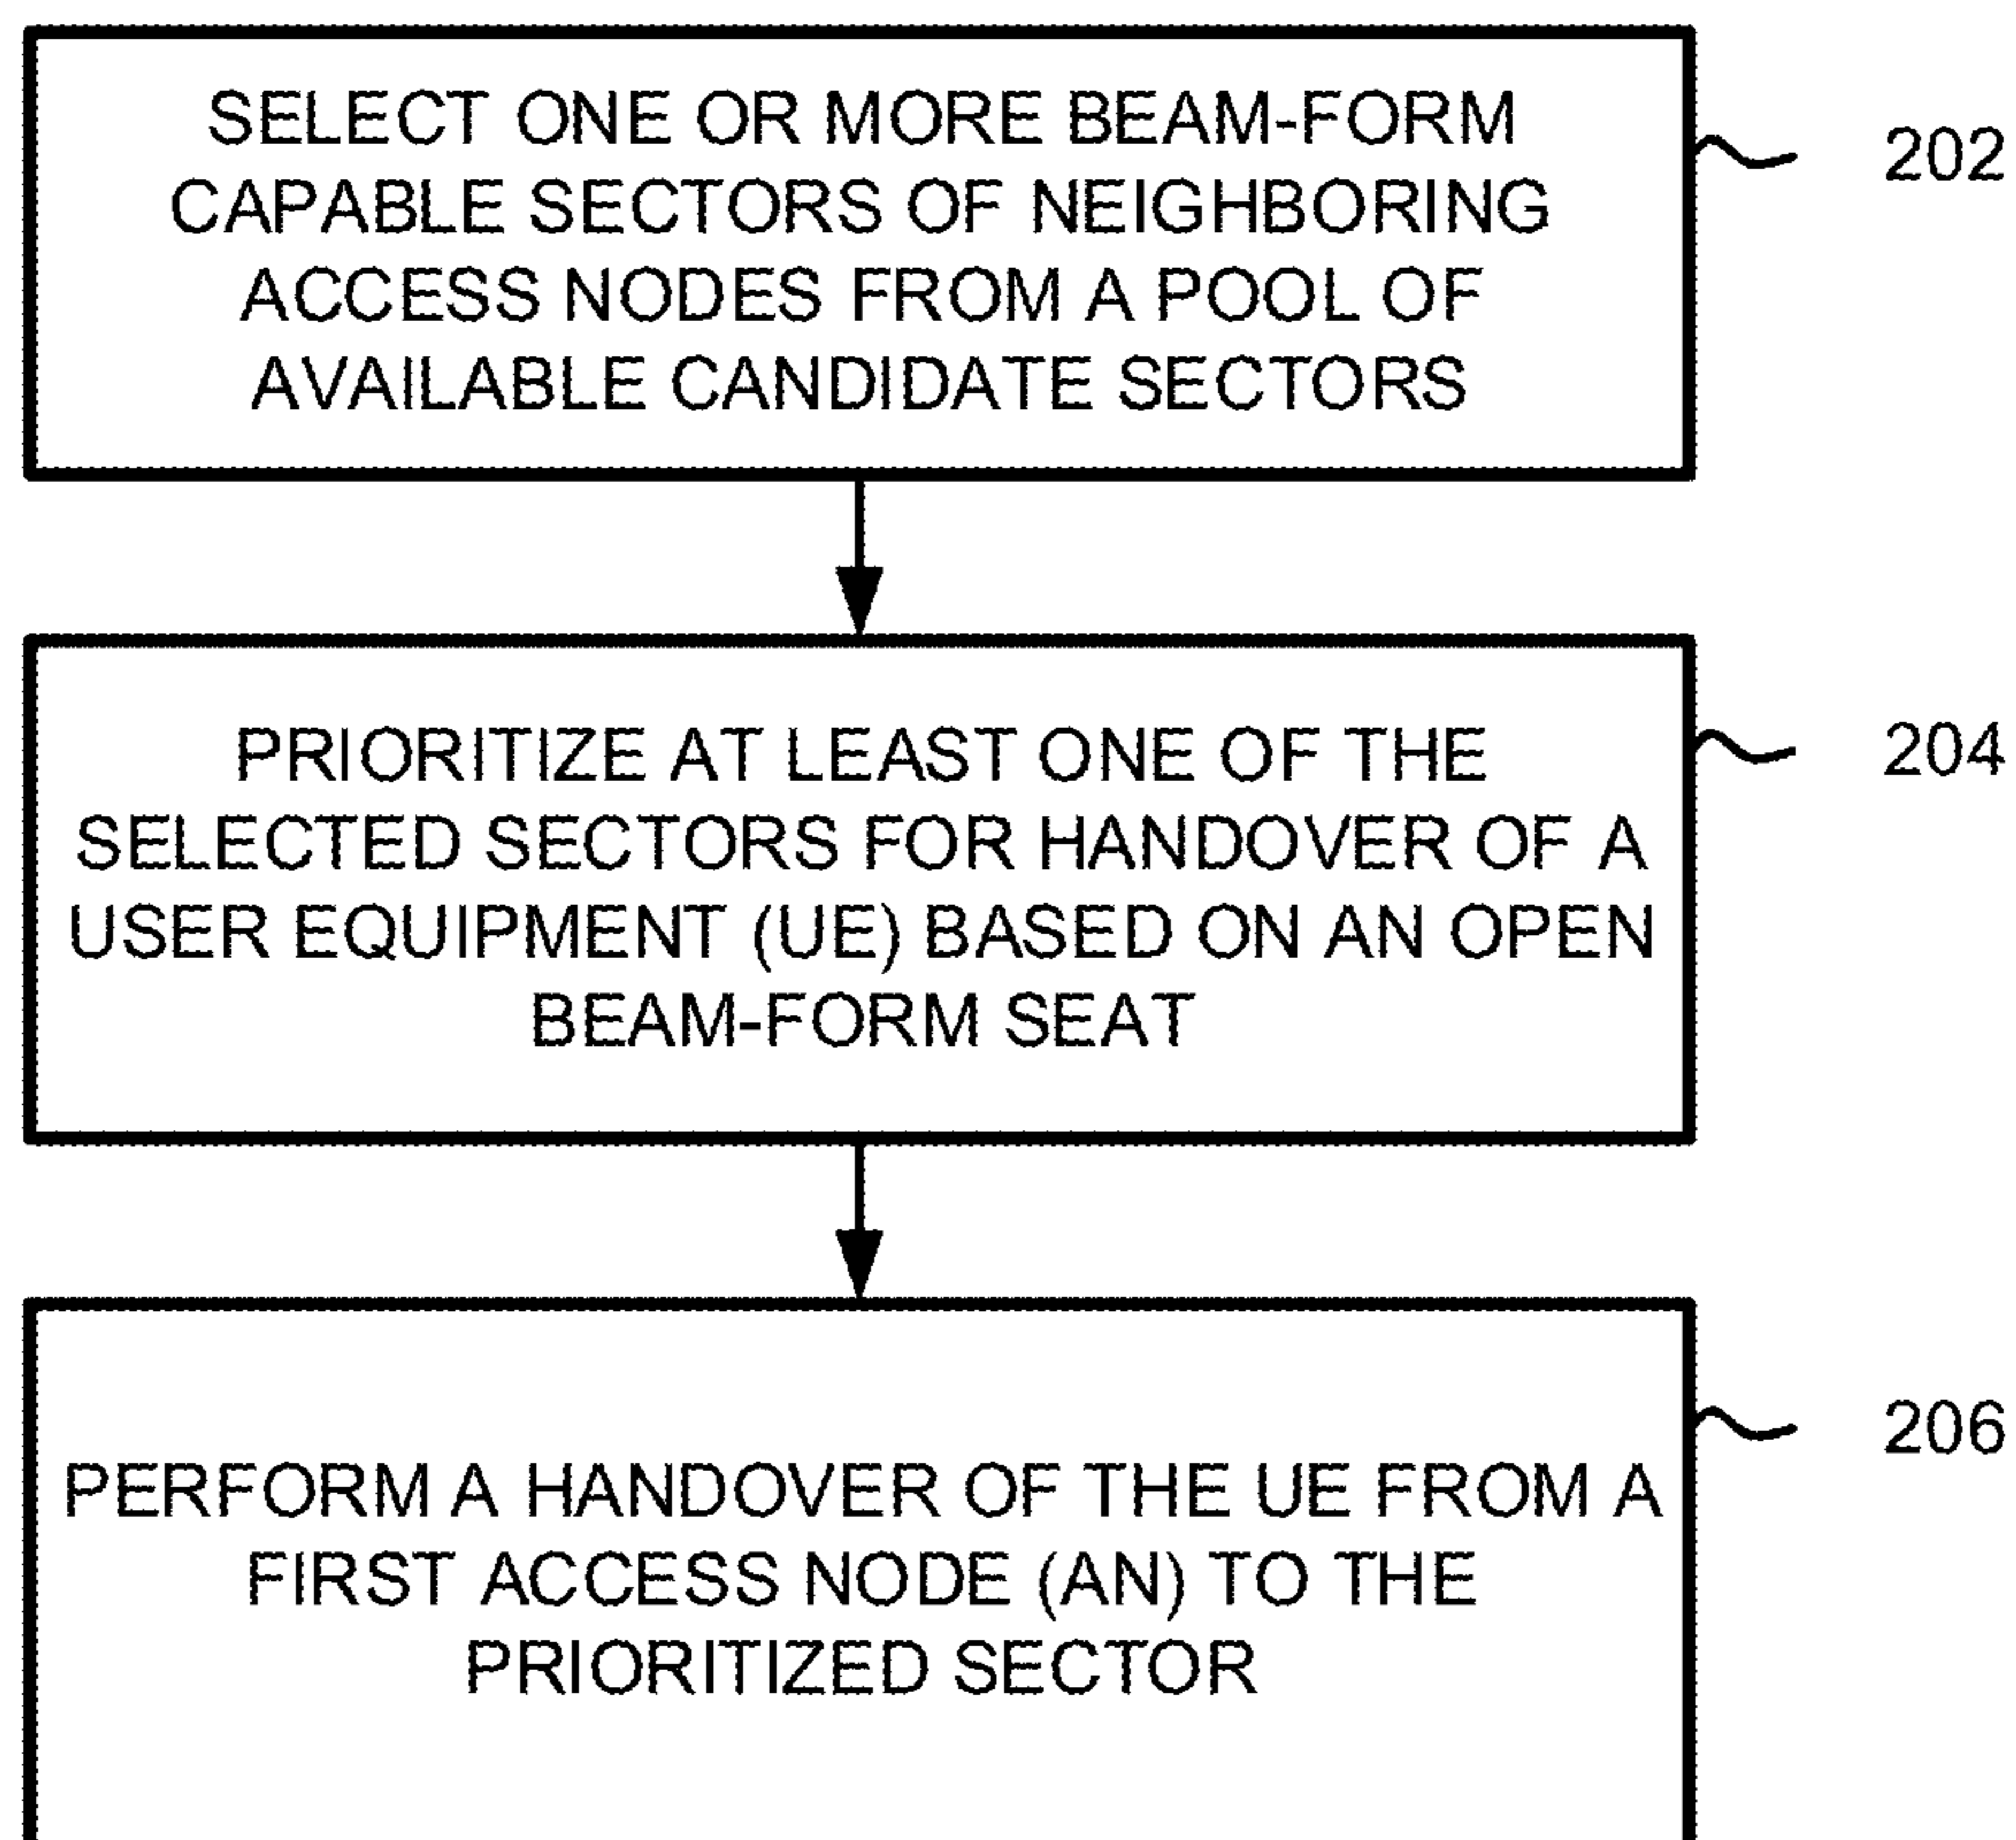 SELECT ONE OR MORE BEAM-FORM
CAPABLE SECTORS OF NEIGHBORING
ACCESS NODES FROM A POOL OF
AVAILABLE CANDIDATE SECTORS
202
PRIORITIZE AT LEAST ONE OF THE
SELECTED SECTORS FOR HANDOVER OF A
USER EQUIPMENT (UE) BASED ON AN OPEN
BEAM-FORM SEAT
204
PERFORM A HANDOVER OF THE UE FROM A
FIRST ACCESS NODE (AN) TO THE
PRIORITIZED SECTOR
206